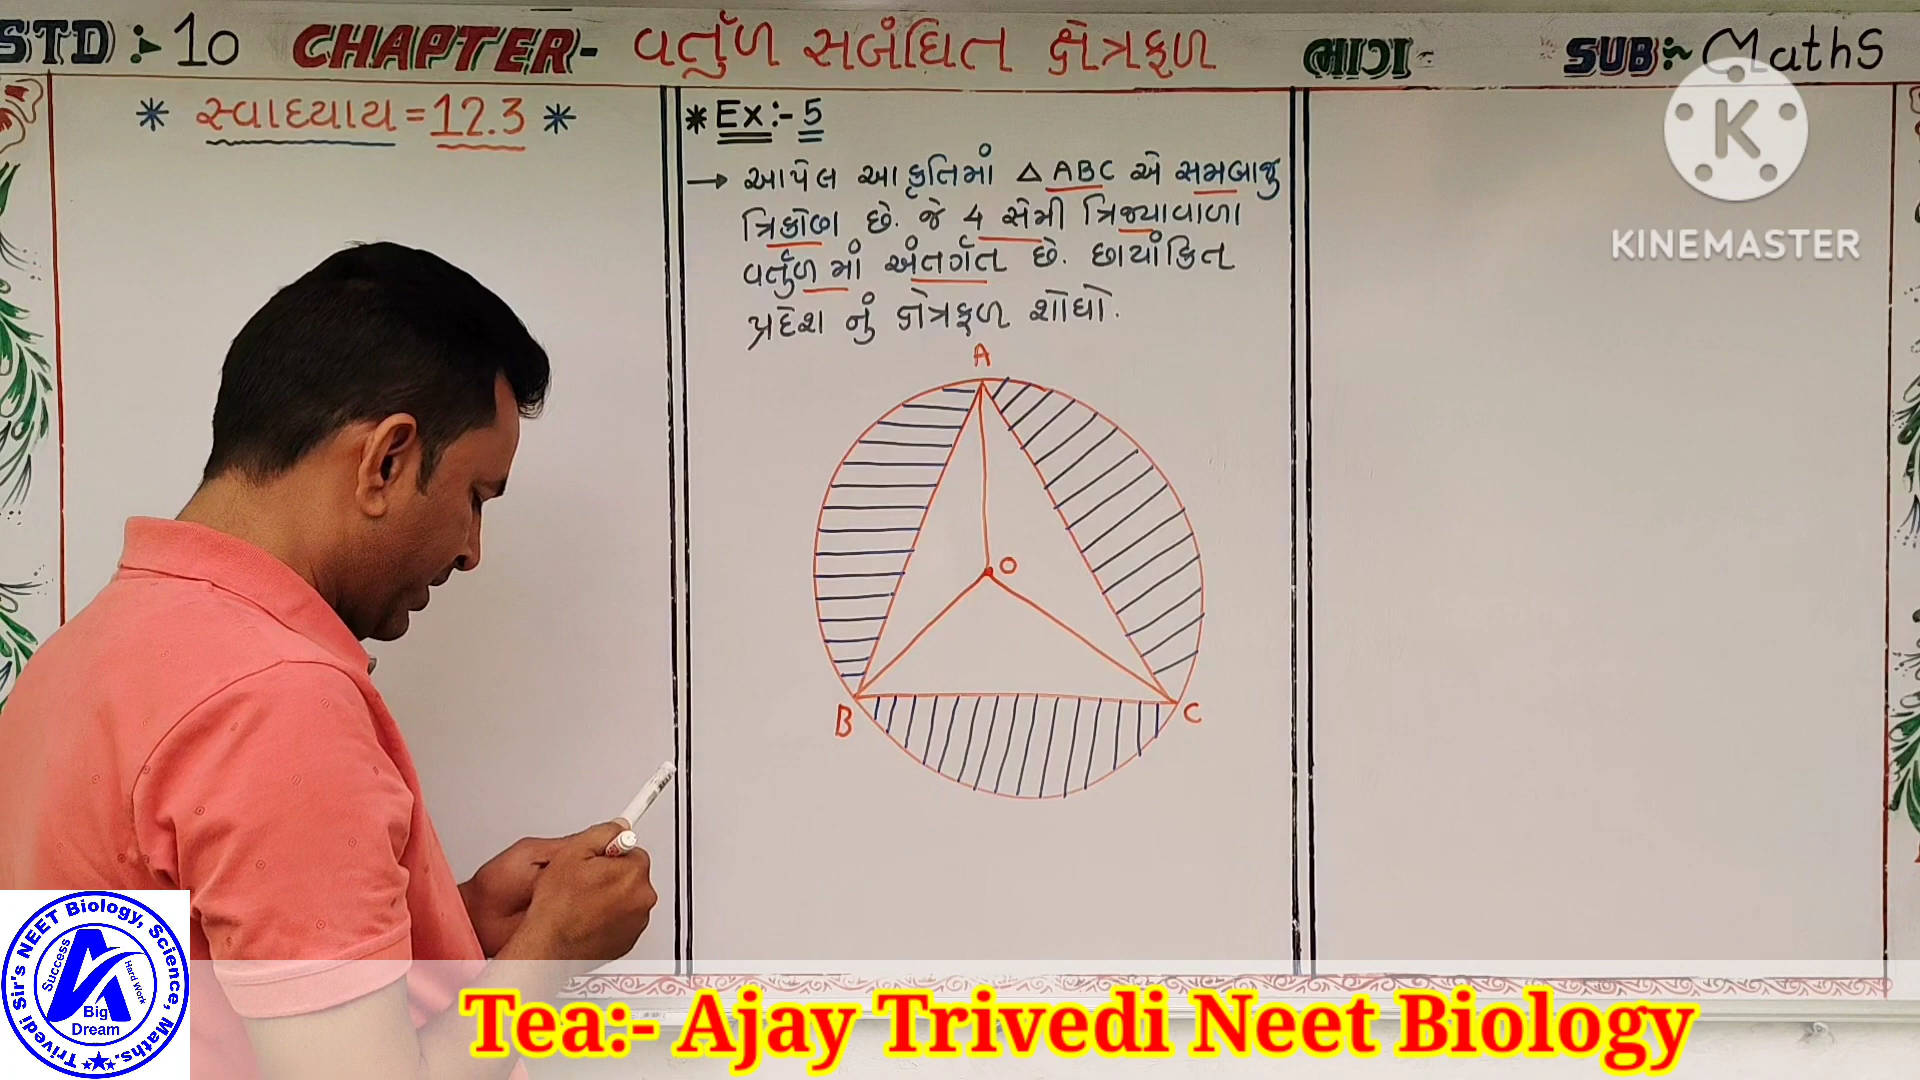 STD :- 10 CHAPTER- વર્તુળ સબંઘિત ક્ષેત્રફળ ભાગ - SUB:- Maths
* સ્વાધ્યાય = 12.3 *
* Ex:- 5
→ આપેલ આકૃતિમાં △ ABC એ સમબાજુ
ત્રિકોણ છે. જે 4 સેમી ત્રિજ્યાવાળા
વર્તુળ માં અંતર્ગત છે. છાયાંકિત
પ્રદેશ નું ક્ષેત્રફળ શોધો.
A
O
B
C
K
KINEMASTER
Trivedi Sir's NEET Biology, Science, Maths.
Success
Hard Work
Big
Dream
Tea:- Ajay Trivedi Neet Biology